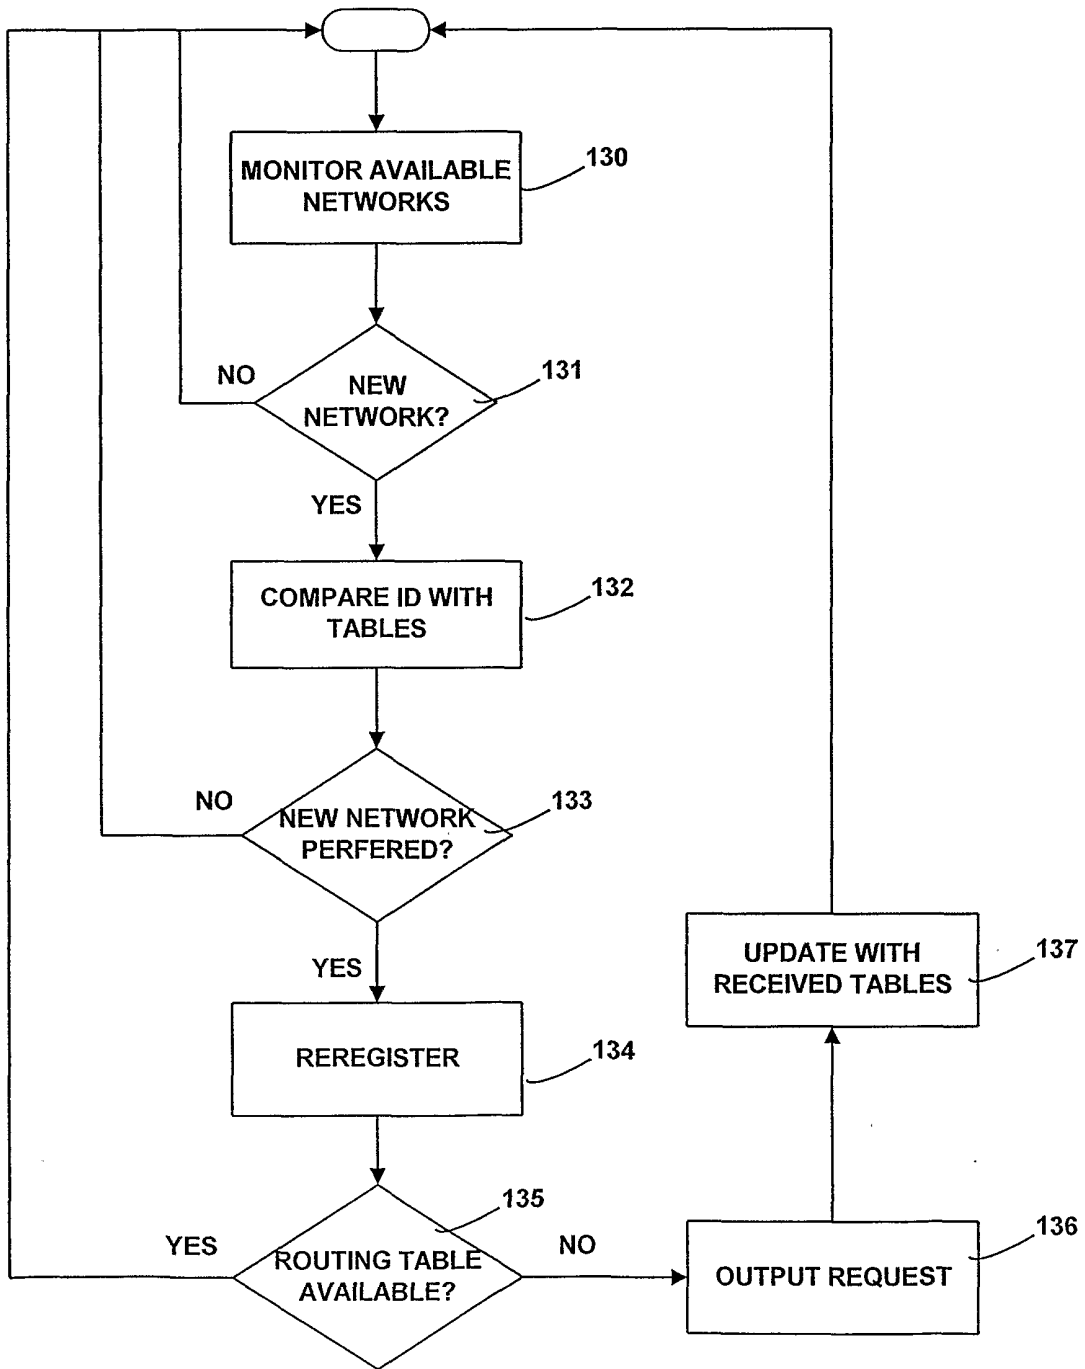 MONITOR AVAILABLE
NETWORKS
130
NO
NEW
NETWORK?
131
YES
COMPARE ID WITH
TABLES
132
NO
NEW NETWORK
PERFERED?
133
YES
REREGISTER
134
UPDATE WITH
RECEIVED TABLES
137
YES
ROUTING TABLE
AVAILABLE?
135
NO
OUTPUT REQUEST
136